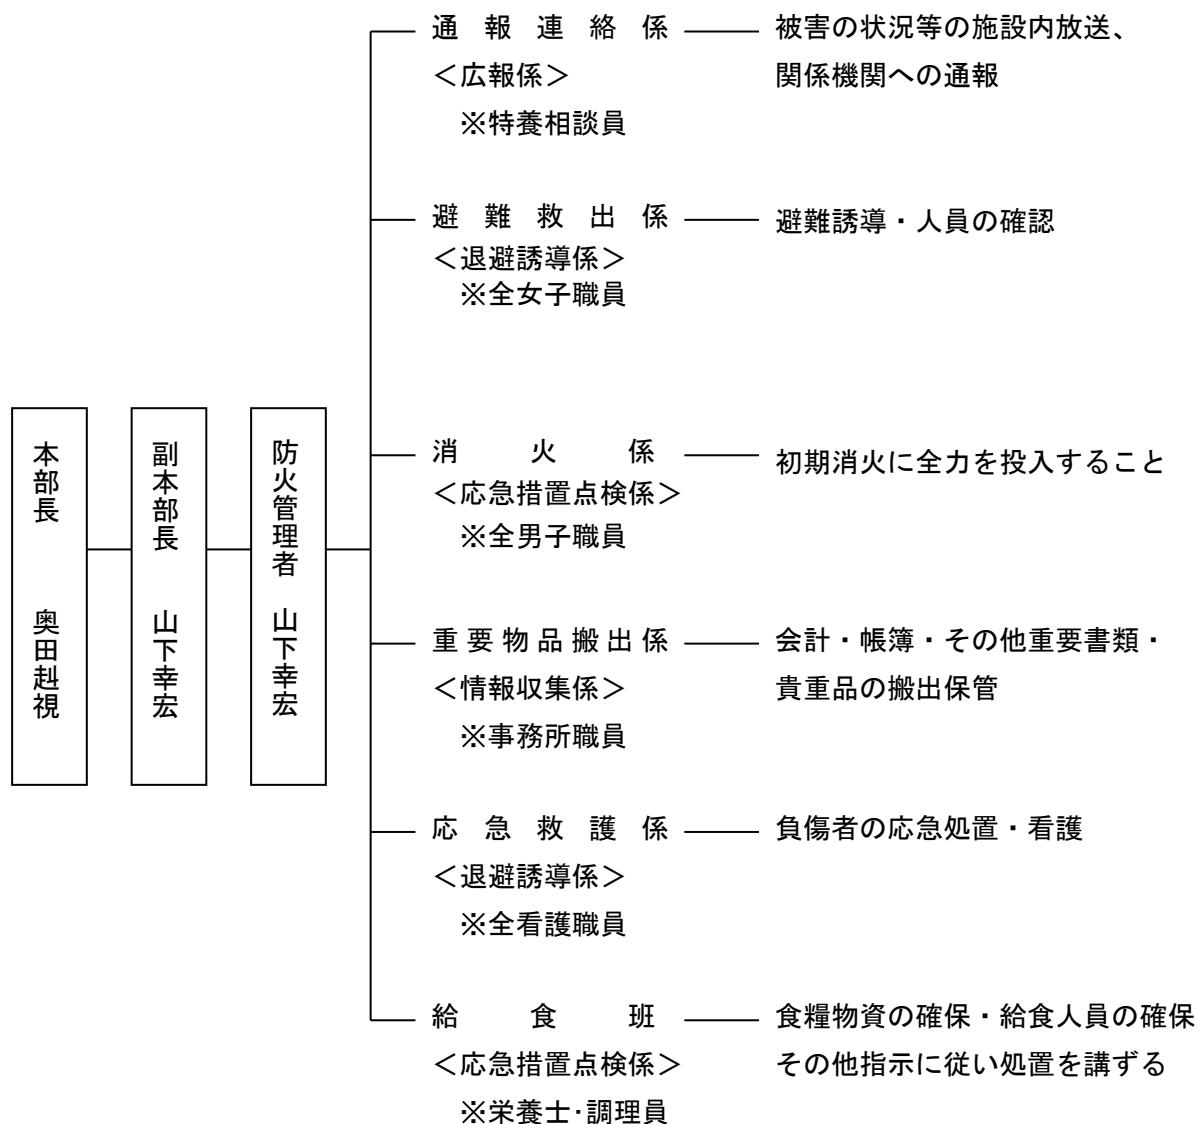 本部長 奥田赳視
副本部長 山下幸宏
防火管理者 山下幸宏
通報連絡係 被害の状況等の施設内放送、
<広報係> 関係機関への通報
※特養相談員
避難救出係 避難誘導・人員の確認
<退避誘導係>
※全女子職員
消火係 初期消火に全力を投入すること
<応急措置点検係>
※全男子職員
重要物品搬出係 会計・帳簿・その他重要書類・
<情報収集係> 貴重品の搬出保管
※事務所職員
応急救護係 負傷者の応急処置・看護
<退避誘導係>
※全看護職員
給食班 食糧物資の確保・給食人員の確保
<応急措置点検係> その他指示に従い処置を講ずる
※栄養士・調理員